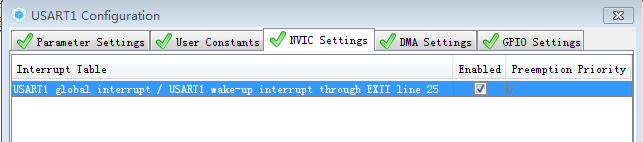 USART1 Configuration
Parameter Settings User Constants NVIC Settings DMA Settings GPIO Settings
Interrupt Table Enabled Preemption Priority
USART1 global interrupt / USART1 wake-up interrupt through EXTI line 25